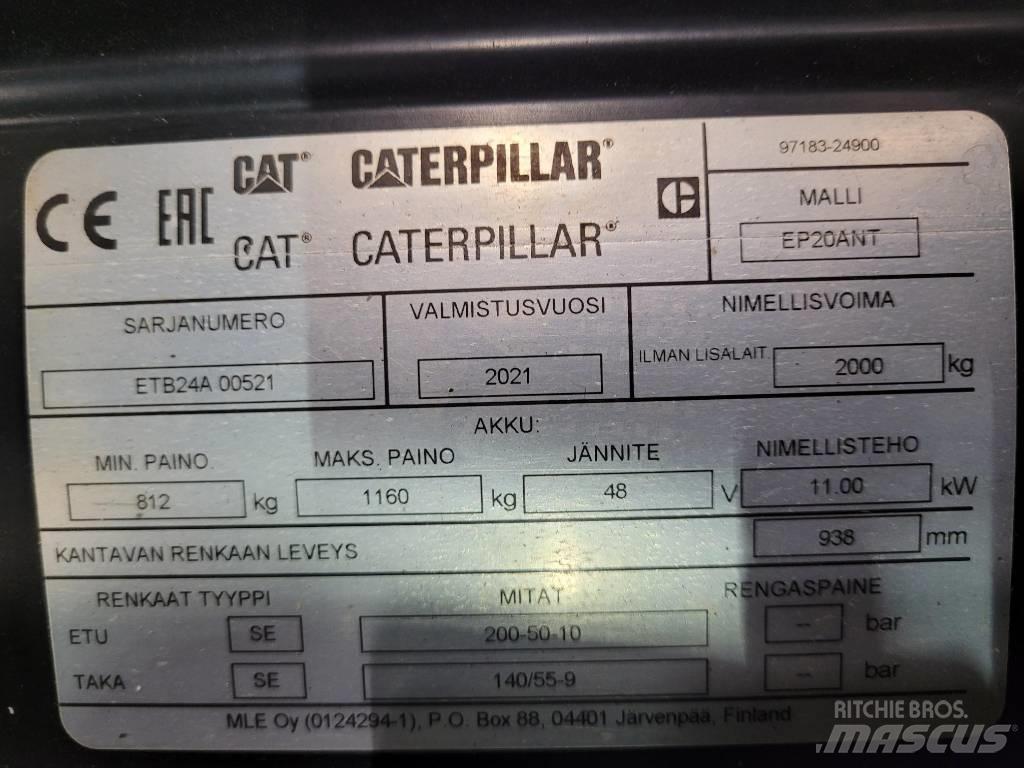 CE EAC CAT® CATERPILLAR®
CAT® CATERPILLAR®
97183-24900
MALLI
EP20ANT
SARJANUMERO
ETB24A 00521
VALMISTUSVUOSI
2021
NIMELLISVOIMA
ILMAN LISÄLAIT. 2000 kg
AKKU:
MIN. PAINO. MAKS. PAINO JÄNNITE NIMELLISTEHO
812 kg 1160 kg 48 V 11.00 kW
KANTAVAN RENKAAN LEVEYS 938 mm
RENKAAT TYYPPI MITAT RENGASPAINE
ETU SE 200-50-10 -- bar
TAKA SE 140/55-9 -- bar
MLE Oy (0124294-1), P.O. Box 88, 04401 Järvenpää, Finland
RITCHIE BROS.
MASCUS